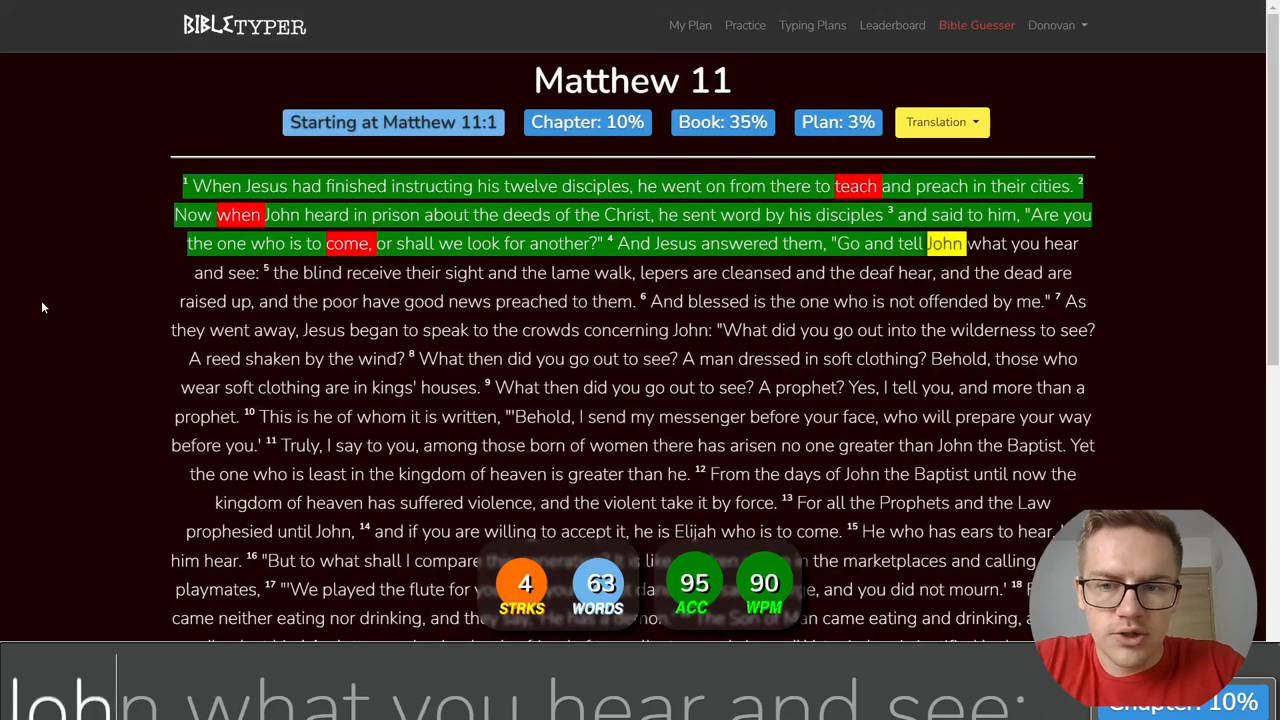 BIBLETYPER
My Plan Practice Typing Plans Leaderboard Bible Guesser Donovan
Matthew 11
Starting at Matthew 11:1 Chapter: 10% Book: 35% Plan: 3% Translation
1 When Jesus had finished instructing his twelve disciples, he went on from there to teach and preach in their cities. 2
Now when John heard in prison about the deeds of the Christ, he sent word by his disciples 3 and said to him, "Are you
the one who is to come, or shall we look for another?" 4 And Jesus answered them, "Go and tell John what you hear
and see: 5 the blind receive their sight and the lame walk, lepers are cleansed and the deaf hear, and the dead are
raised up, and the poor have good news preached to them. 6 And blessed is the one who is not offended by me." 7 As
they went away, Jesus began to speak to the crowds concerning John: "What did you go out into the wilderness to see?
A reed shaken by the wind? 8 What then did you go out to see? A man dressed in soft clothing? Behold, those who
wear soft clothing are in kings' houses. 9 What then did you go out to see? A prophet? Yes, I tell you, and more than a
prophet. 10 This is he of whom it is written, "'Behold, I send my messenger before your face, who will prepare your way
before you.' 11 Truly, I say to you, among those born of women there has arisen no one greater than John the Baptist. Yet
the one who is least in the kingdom of heaven is greater than he. 12 From the days of John the Baptist until now the
kingdom of heaven has suffered violence, and the violent take it by force. 13 For all the Prophets and the Law
prophesied until John, 14 and if you are willing to accept it, he is Elijah who is to come. 15 He who has ears to hear,
him hear. 16 "But to what shall I compare in the marketplaces and calling
playmates, 17 "'We played the flute for and you did not mourn.' 18
came neither eating nor drinking, and they say, 'He has a demon.' 19 The Son of Man came eating and drinking,
4 63 95 90
STRKS WORDS ACC WPM
John what you hear and see:
Chapter: 10%